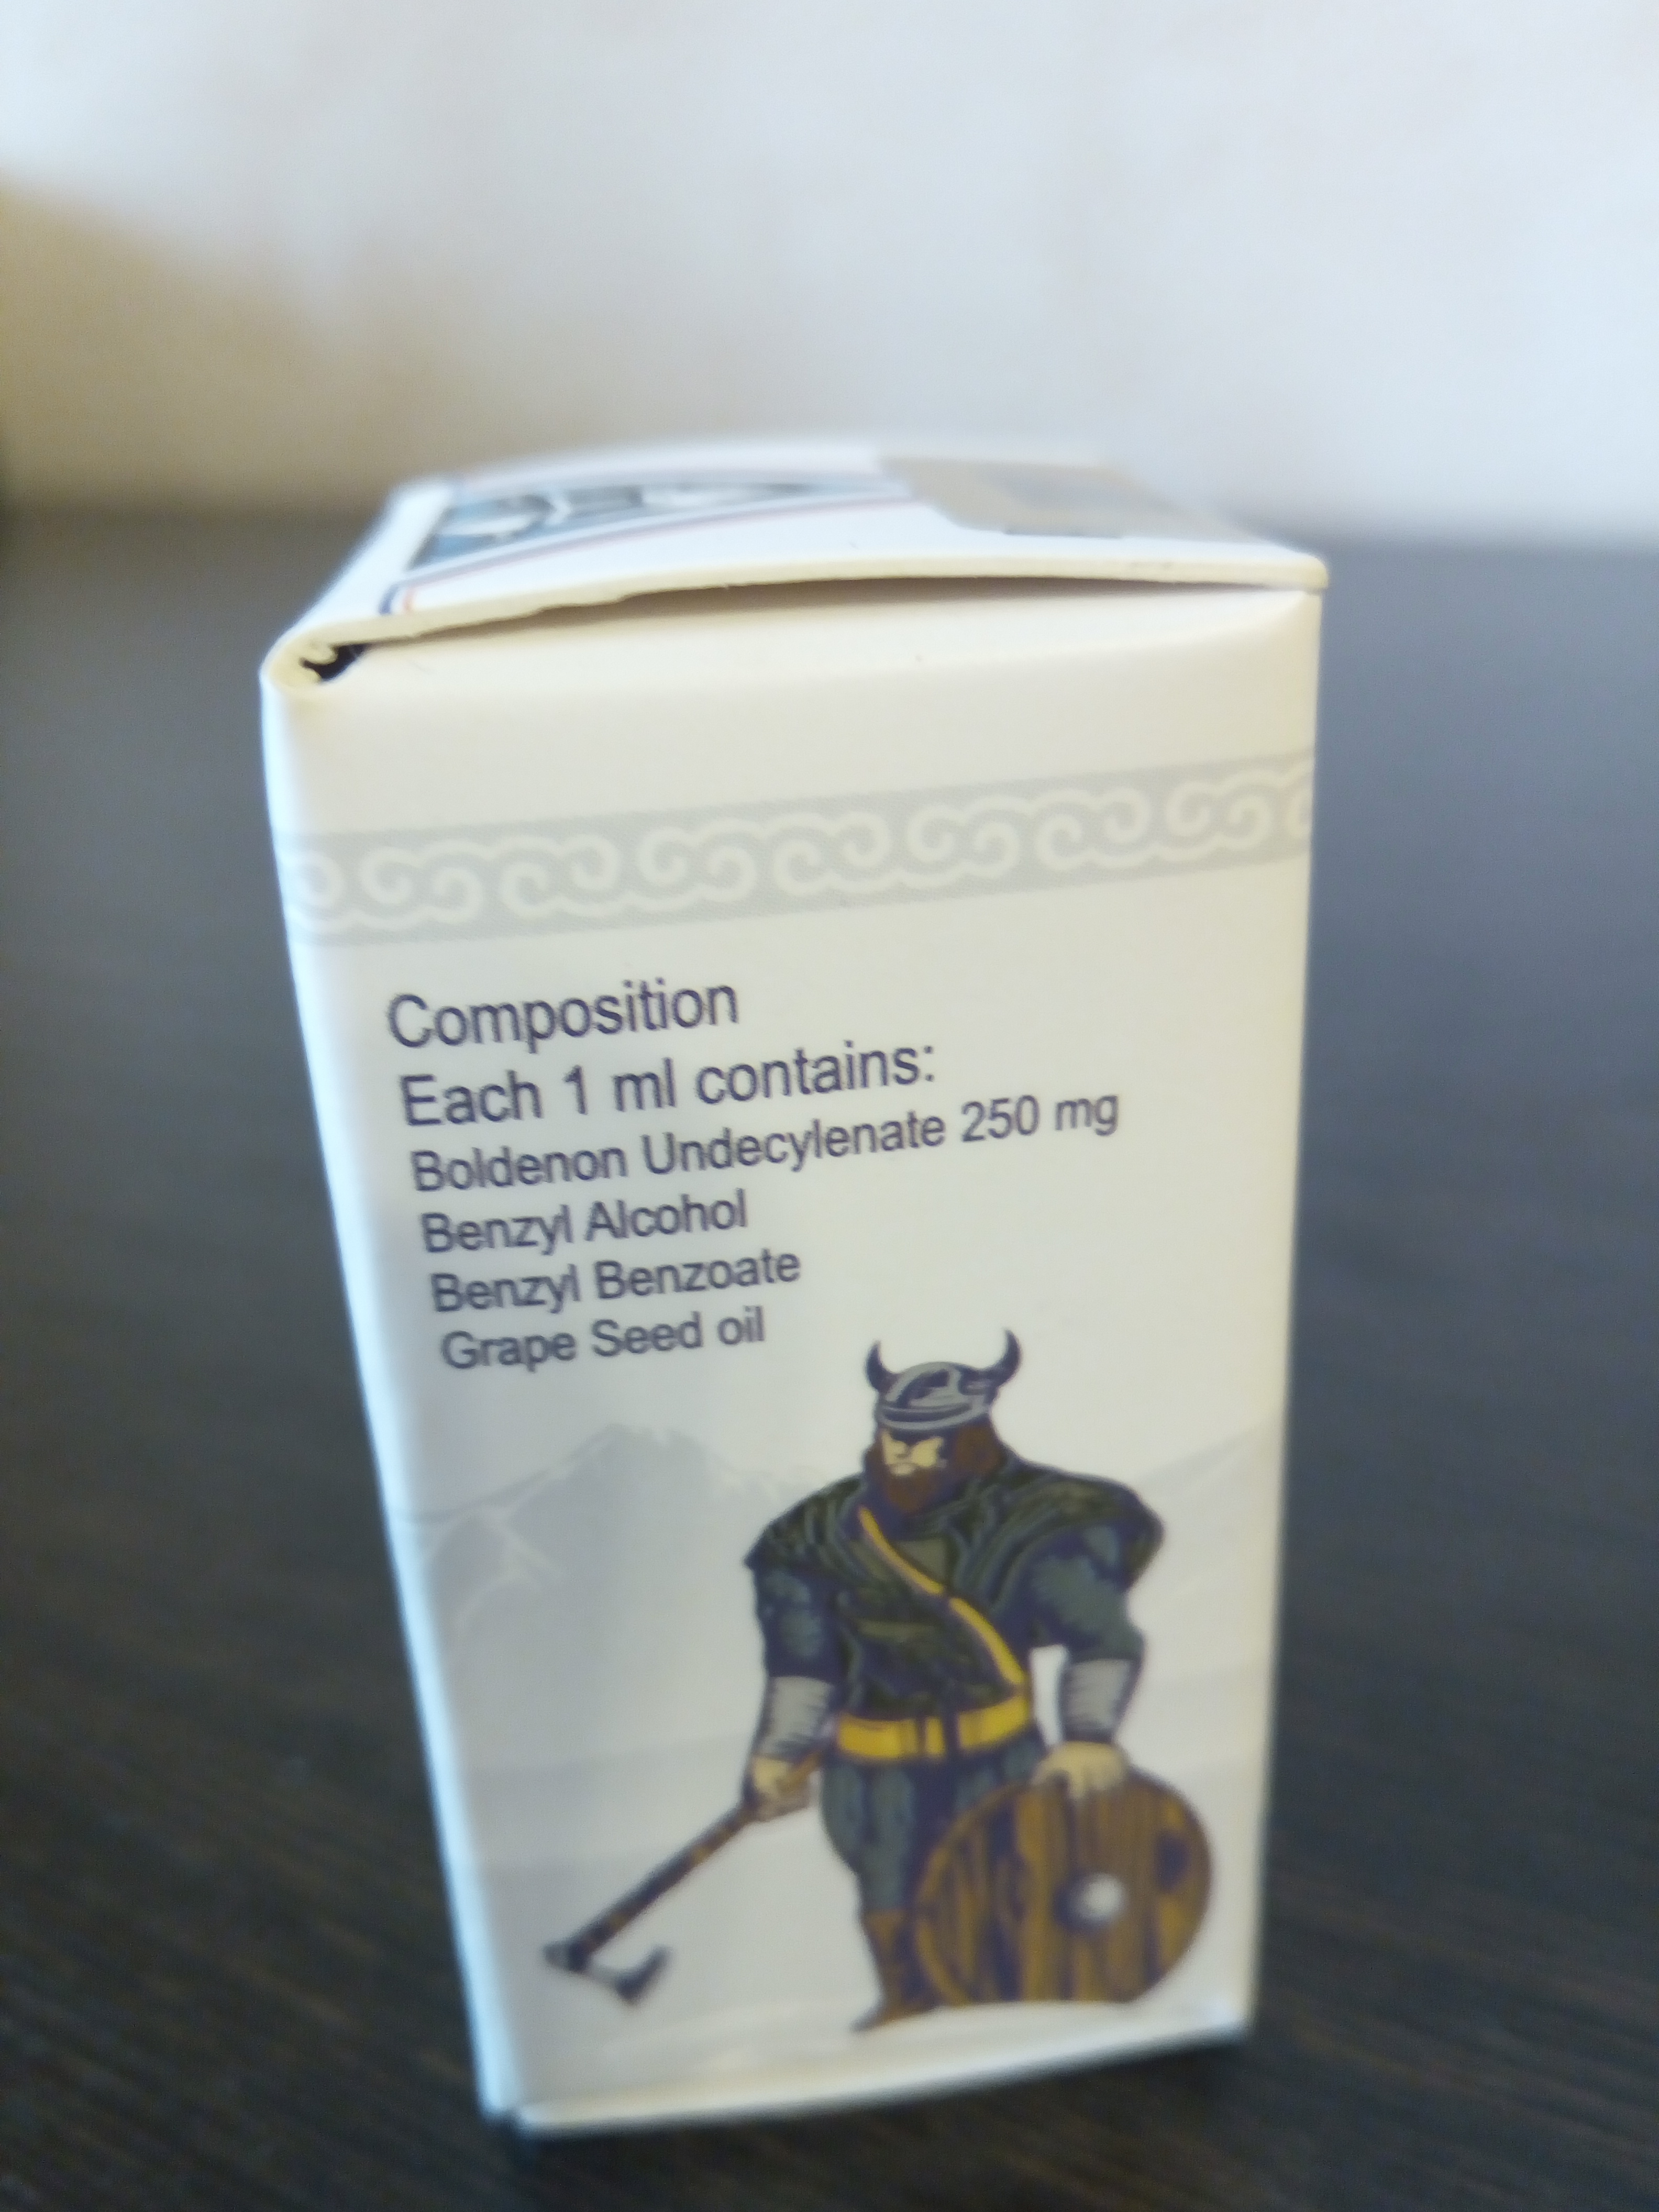 Composition
Each 1 ml contains:
Boldenon Undecylenate 250 mg
Benzyl Alcohol
Benzyl Benzoate
Grape Seed oil